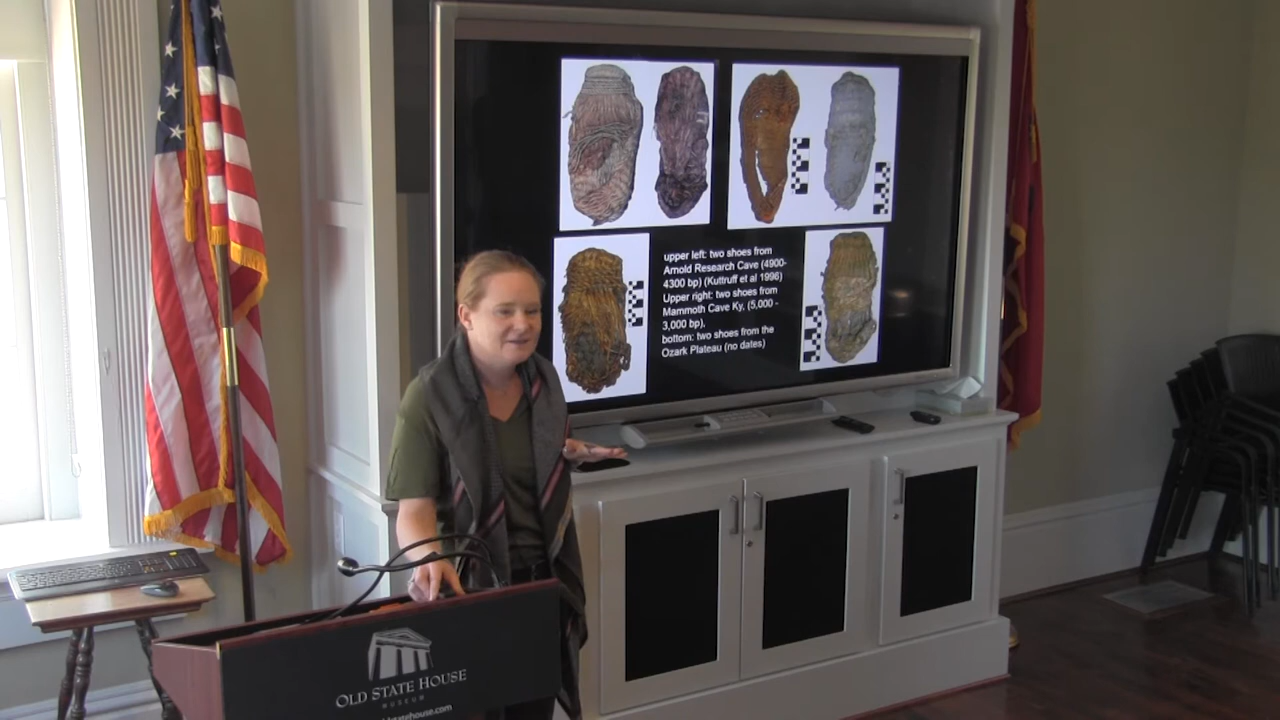 upper left: two shoes from
Arnold Research Cave (4900-
4300 bp) (Kuttruff et al 1996)
Upper right: two shoes from
Mammoth Cave Ky, (5,000 -
3,000 bp),
bottom: two shoes from the
Ozark Plateau (no dates)
OLD STATE HOUSE
MUSEUM